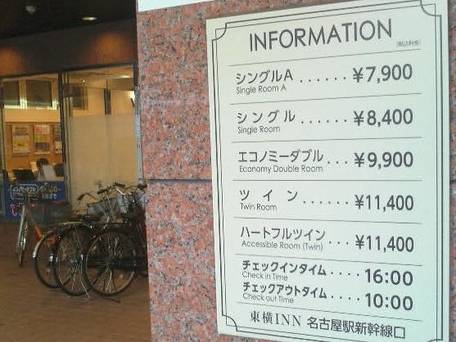 INFORMATION
シングルA ...... ¥7,900
Single Room A
シングル ..... ¥8,400
Single Room
エコノミーダブル ... ¥9,900
Economy Double Room
ツイン ..... ¥11,400
Twin Room
ハートフルツイン ... ¥11,400
Accessible Room (Twin)
チェックインタイム .... 16:00
Check in Time
チェックアウトタイム .... 10:00
Check out Time
東横INN 名古屋駅新幹線口